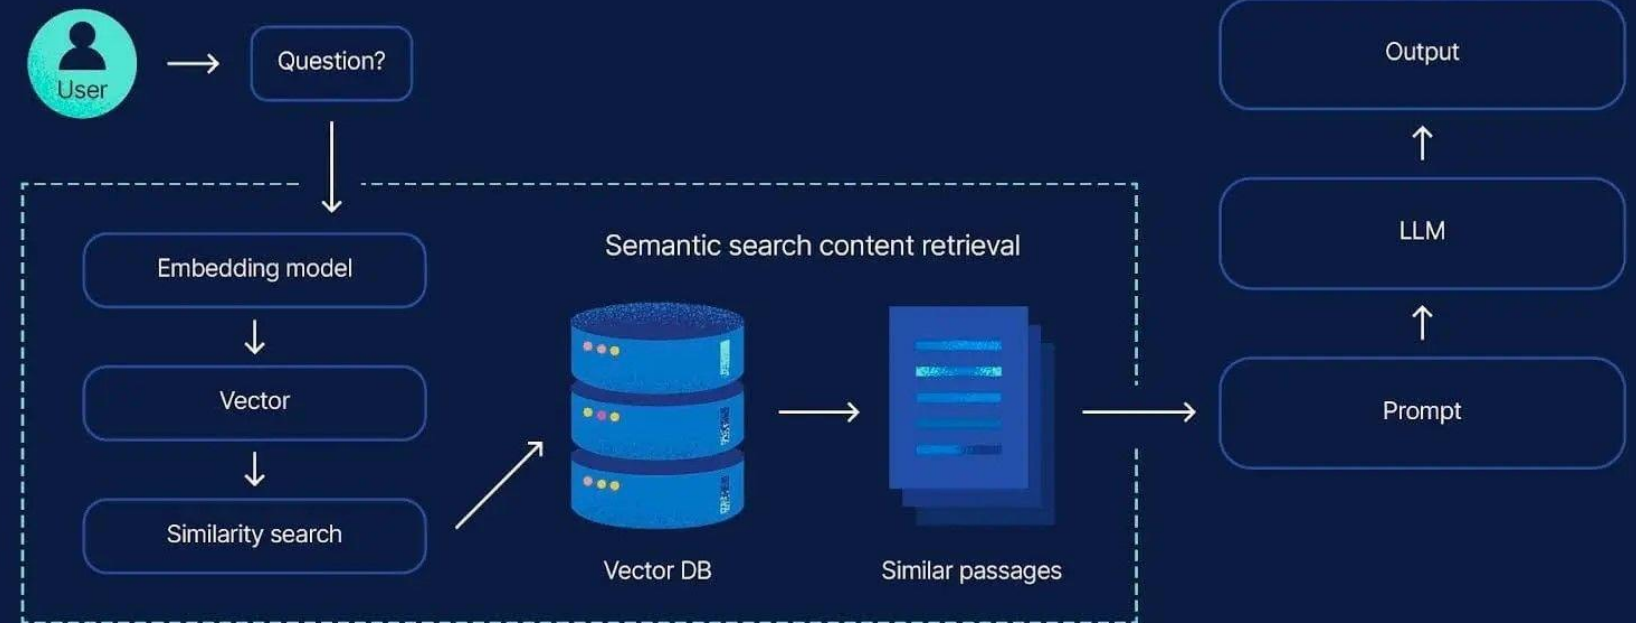 User
Question?
Output
LLM
Prompt
Semantic search content retrieval
Embedding model
Vector
Similarity search
Vector DB
Similar passages